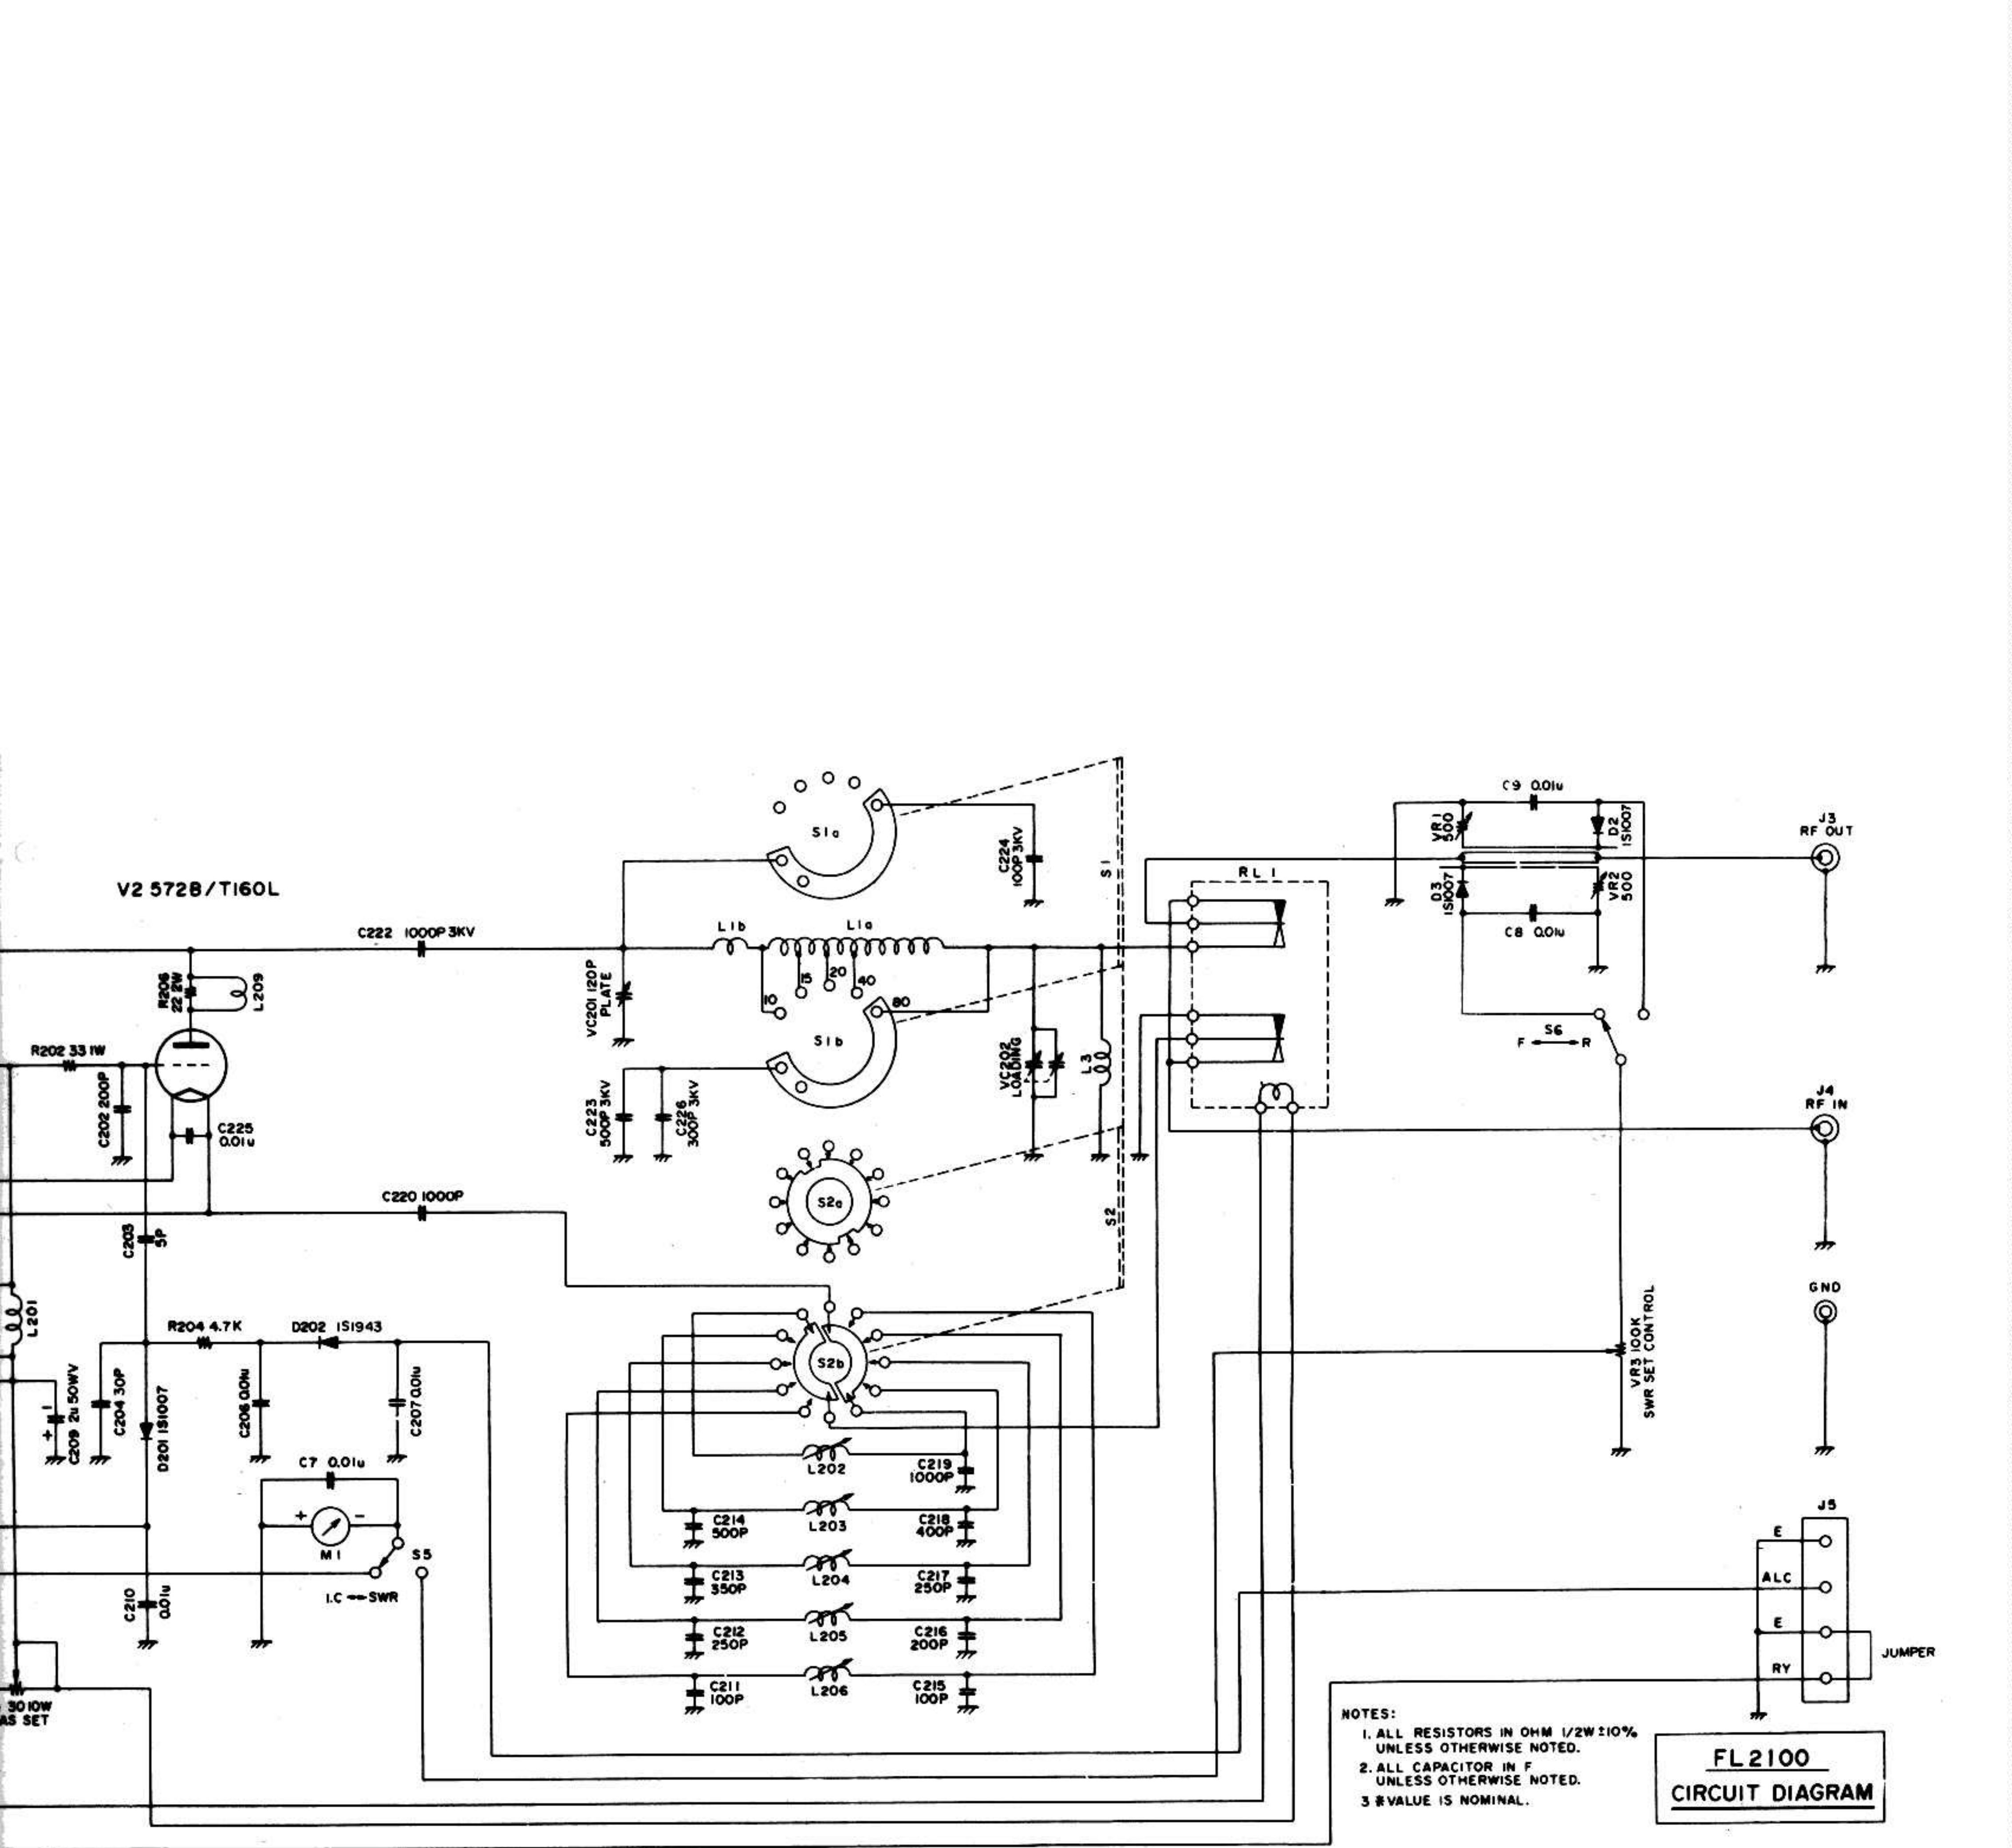 V2 572B/T160L
C222 1000P 3KV
R206
22 2W
L209
R202 33 1W
C202 200P
C225
0.01u
C220 1000P
C203
5P
L201
R204 4.7K
D202 1S1943
C209 2u 50WV
+ -
C204 30P
D201 1S1007
C206 0.01u
C207 0.01u
C7 0.01u
+ -
M1
S5
I.C SWR
C210
0.01u
30 10W
AS SET
VC201 120P
PLATE
S1a
C224
100P 3KV
S1
L1b
L1a
10
15
20
40
80
S1b
C223
500P 3KV
C226
300P 3KV
VC202
LOADING
L3
S2a
S2
S2b
L202
C219
1000P
C214
500P
L203
C218
400P
C213
350P
L204
C217
250P
C212
250P
L205
C216
200P
C211
100P
L206
C215
100P
RL 1
C9 0.01u
VR1
500
D2
1S1007
D3
1S1007
VR2
500
C8 0.01u
S6
F R
VR3 100K
SWR SET CONTROL
J3
RF OUT
J4
RF IN
GND
J5
E
ALC
E
RY
JUMPER
NOTES:
1. ALL RESISTORS IN OHM 1/2W ±10%
UNLESS OTHERWISE NOTED.
2. ALL CAPACITOR IN F
UNLESS OTHERWISE NOTED.
3 ※VALUE IS NOMINAL.
FL2100
CIRCUIT DIAGRAM